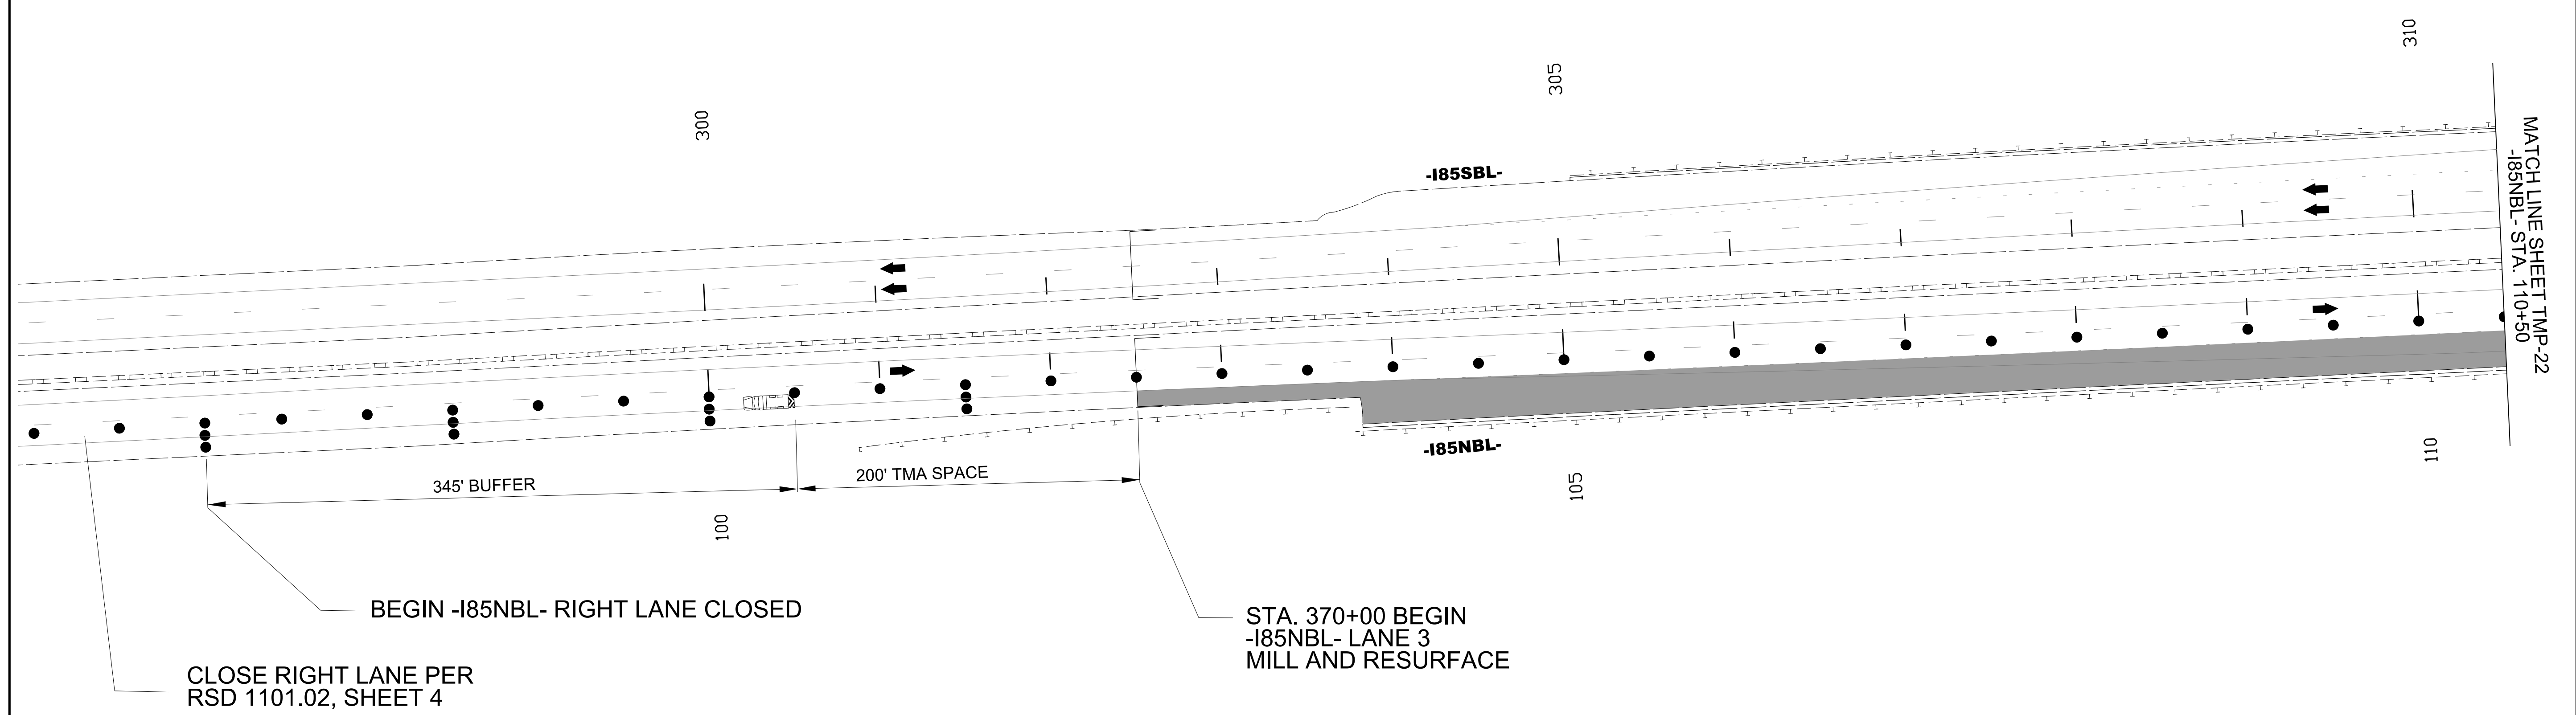 310
305
300
-I85SBL-
MATCH LINE SHEET TMP-22
-I85NBL- STA. 110+50
-I85NBL-
345' BUFFER
200' TMA SPACE
100
105
110
BEGIN -I85NBL- RIGHT LANE CLOSED
STA. 370+00 BEGIN
-I85NBL- LANE 3
MILL AND RESURFACE
CLOSE RIGHT LANE PER
RSD 1101.02, SHEET 4